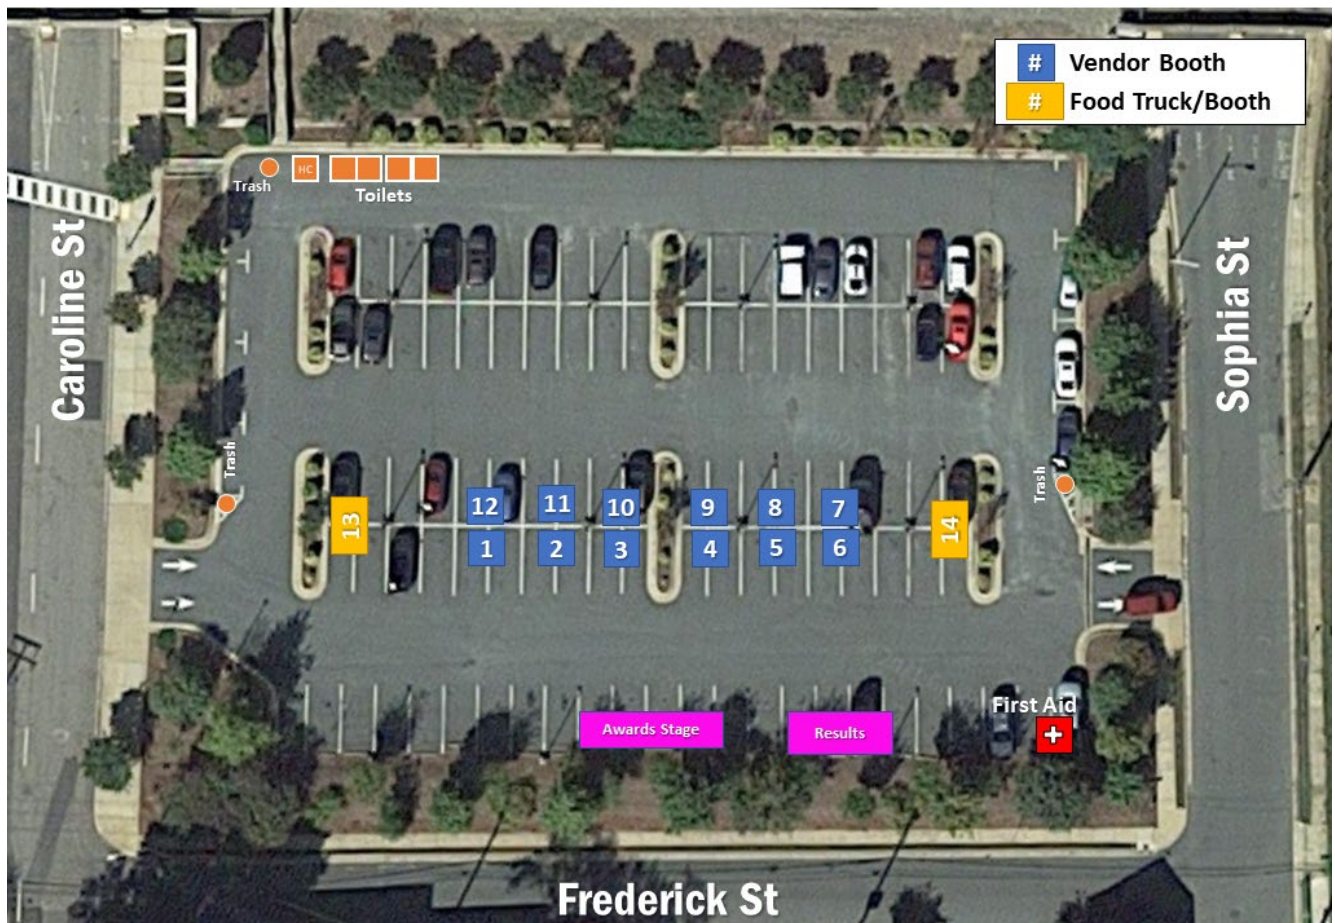 # Vendor Booth
# Food Truck/Booth
Trash
HC
Toilets
Caroline St
Sophia St
Trash
Trash
13
12
11
10
9
8
7
14
1
2
3
4
5
6
First Aid
Awards Stage
Results
Frederick St